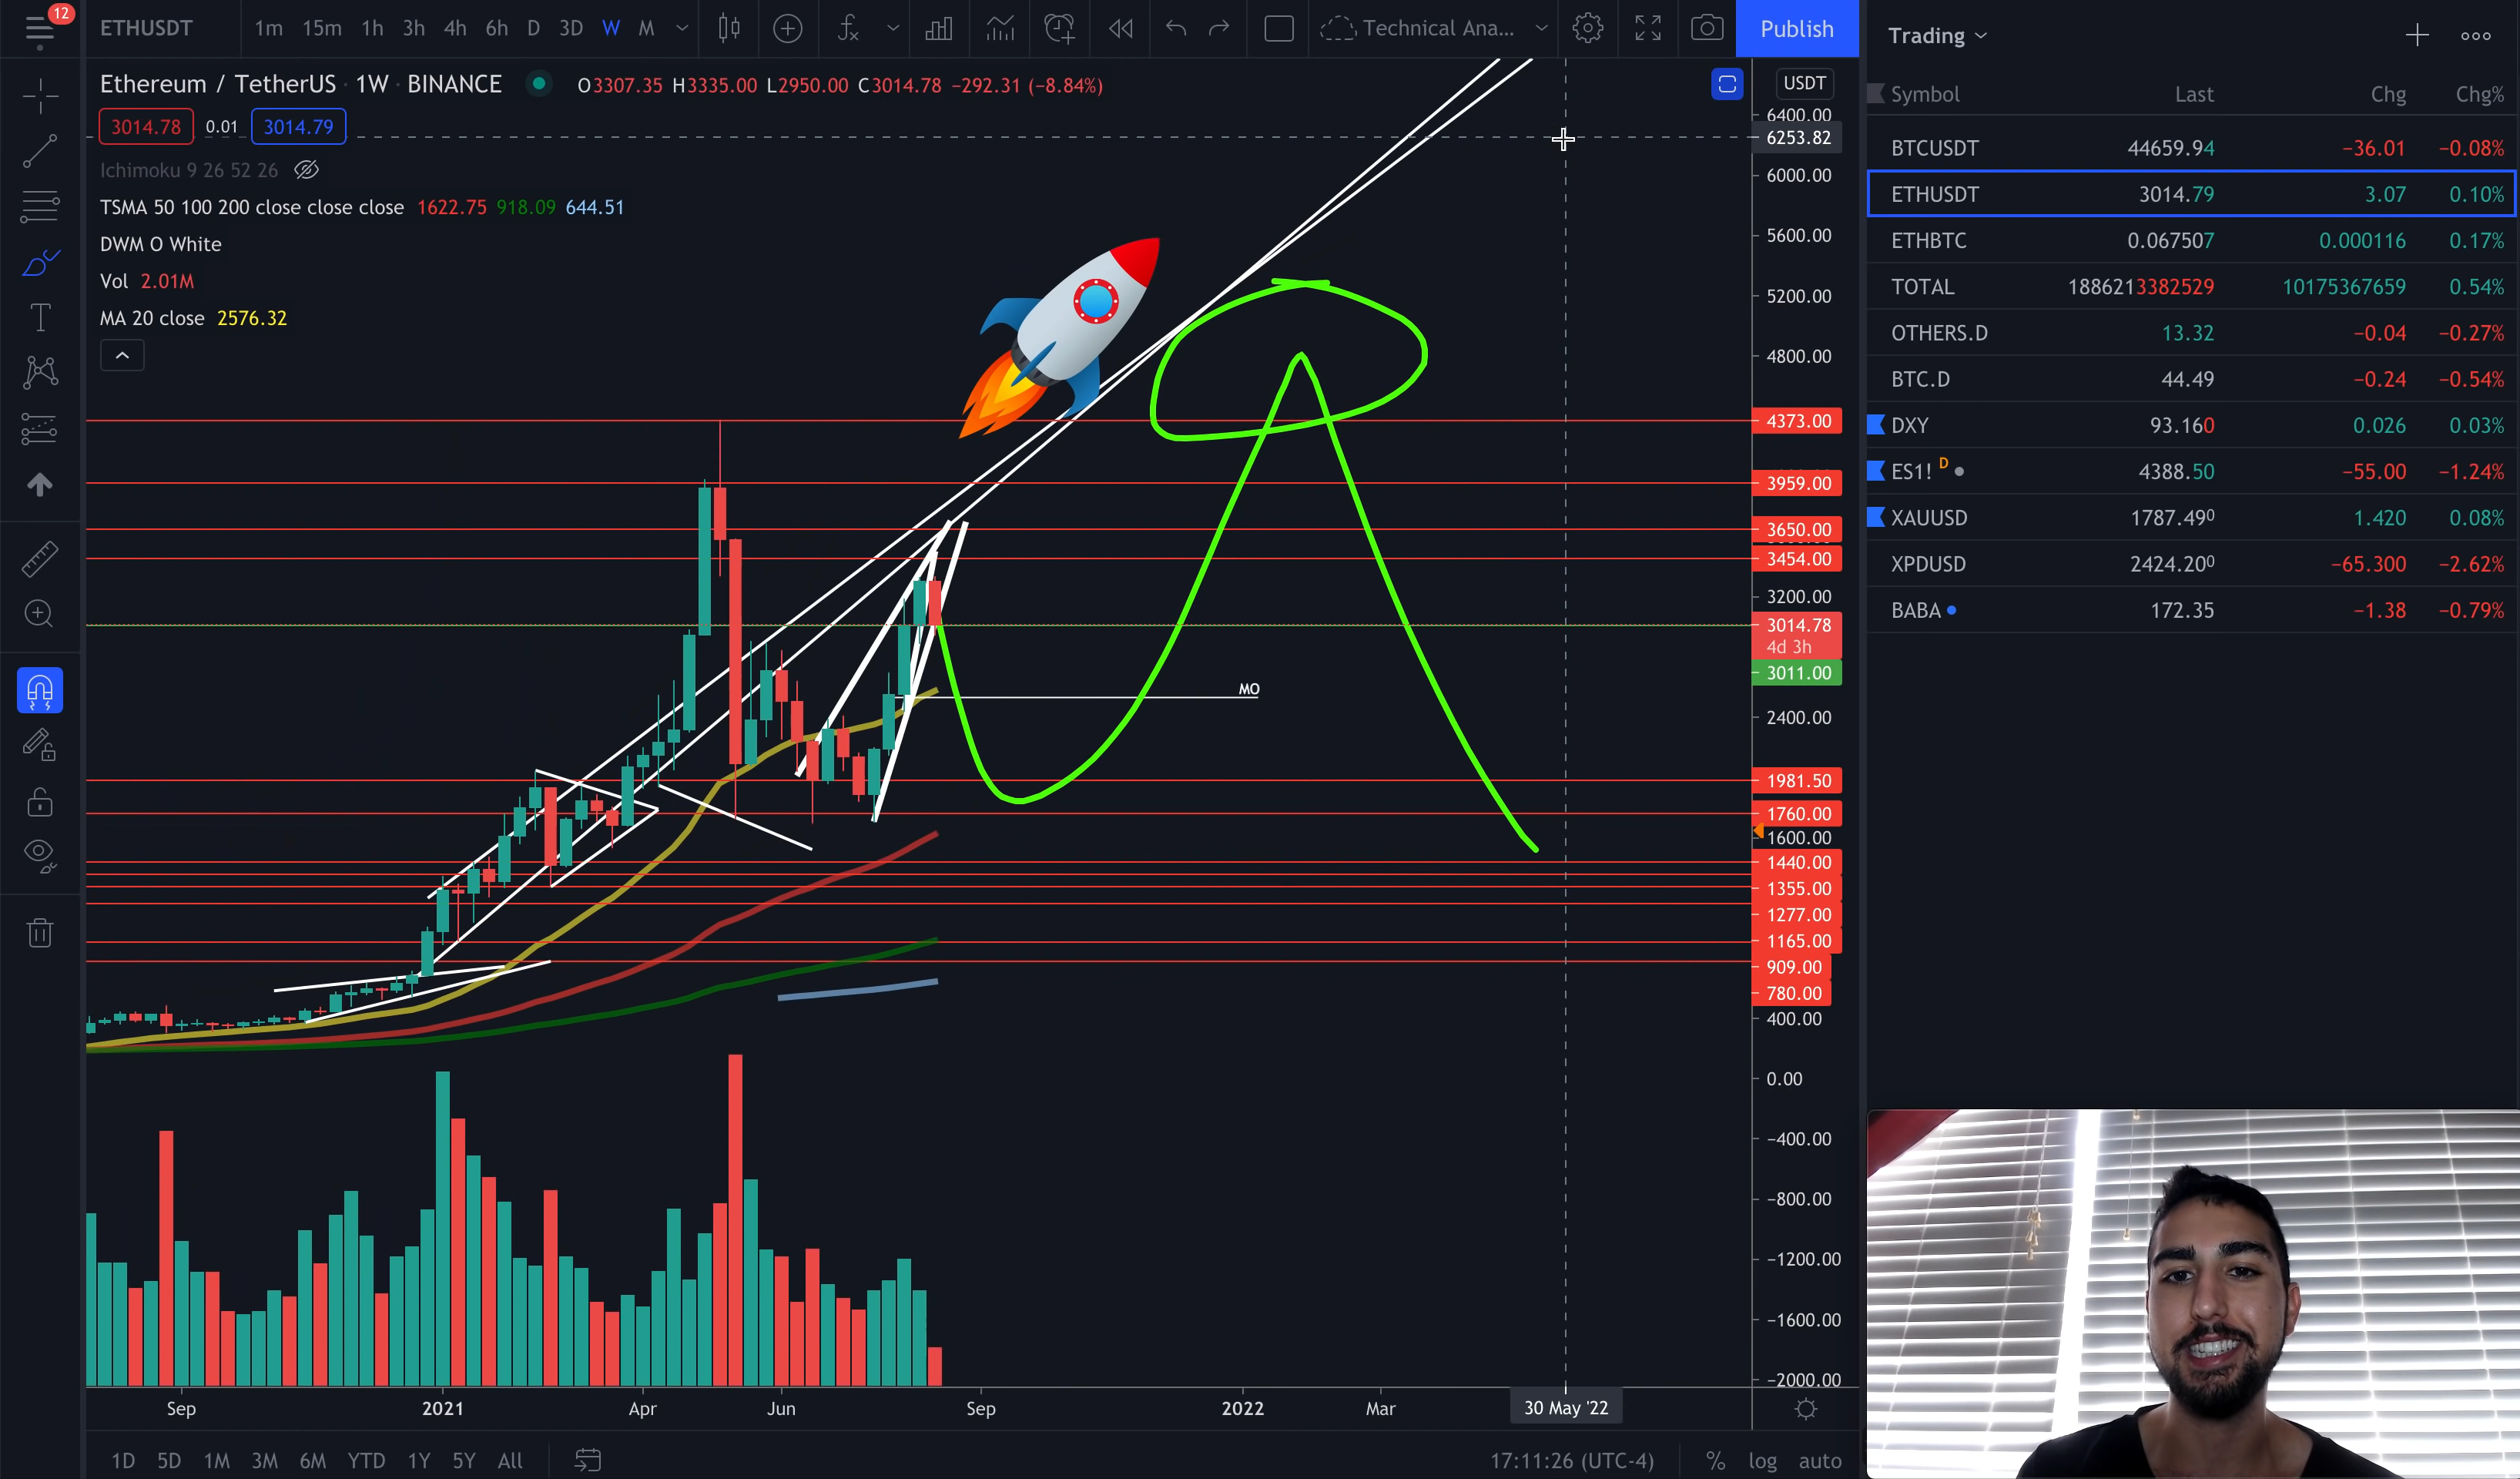 12
ETHUSDT 1m 15m 1h 3h 4h 6h D 3D W M Technical Ana... Publish
Ethereum / TetherUS · 1W · BINANCE O3307.35 H3335.00 L2950.00 C3014.78 −292.31 (−8.84%)
3014.78 0.01 3014.79
Ichimoku 9 26 52 26
TSMA 50 100 200 close close close 1622.75 918.09 644.51
DWM O White
Vol 2.01M
MA 20 close 2576.32
MO
USDT
6400.00
6253.82
6000.00
5600.00
5200.00
4800.00
4373.00
3959.00
3650.00
3454.00
3200.00
3014.78
4d 3h
3011.00
2400.00
1981.50
1760.00
1600.00
1440.00
1355.00
1277.00
1165.00
909.00
780.00
400.00
0.00
−400.00
−800.00
−1200.00
−1600.00
−2000.00
Sep 2021 Apr Jun Sep 2022 Mar 30 May '22
1D 5D 1M 3M 6M YTD 1Y 5Y All 17:11:26 (UTC-4) % log auto
Trading
Symbol Last Chg Chg%
BTCUSDT 44659.94 −36.01 −0.08%
ETHUSDT 3014.79 3.07 0.10%
ETHBTC 0.067507 0.000116 0.17%
TOTAL 1886213382529 10175367659 0.54%
OTHERS.D 13.32 −0.04 −0.27%
BTC.D 44.49 −0.24 −0.54%
DXY 93.160 0.026 0.03%
ES1! D 4388.50 −55.00 −1.24%
XAUUSD 1787.490 1.420 0.08%
XPDUSD 2424.200 −65.300 −2.62%
BABA 172.35 −1.38 −0.79%